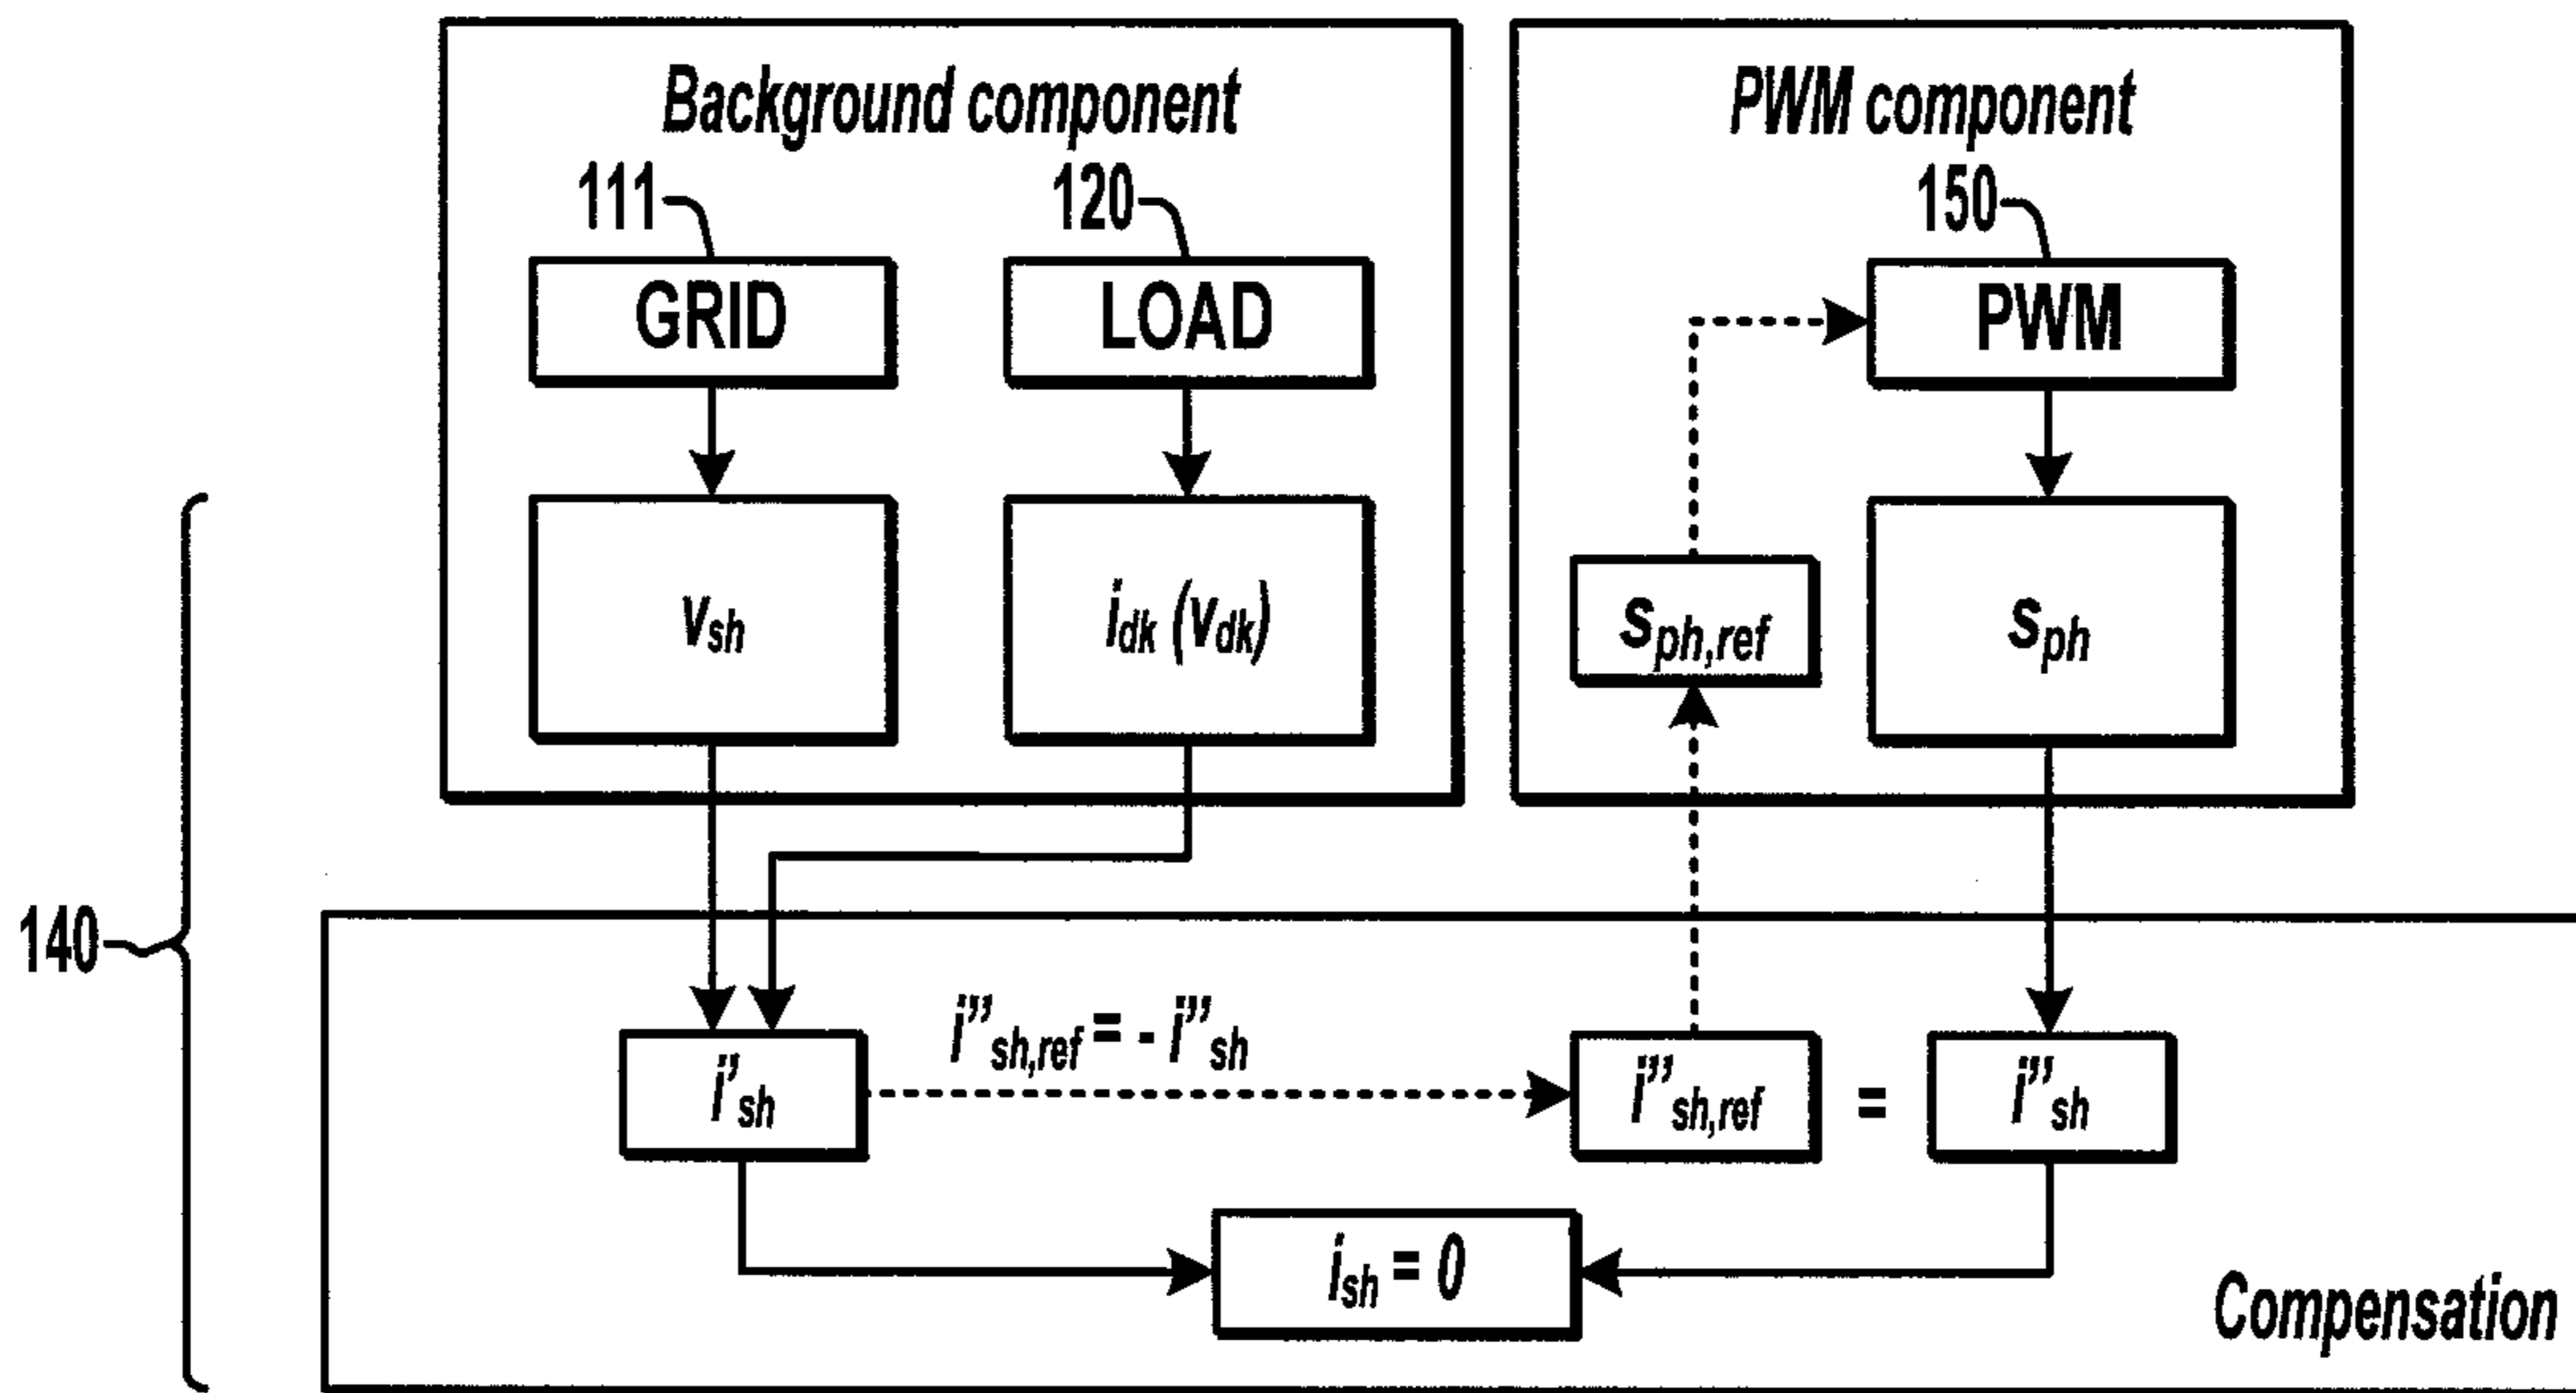 Background component
PWM component
111
120
150
GRID
LOAD
PWM
v_sh
i_dk (v_dk)
s_ph,ref
s_ph
140
i'_sh
i''_sh,ref = - i''_sh
i''_sh,ref
=
i''_sh
i_sh = 0
Compensation